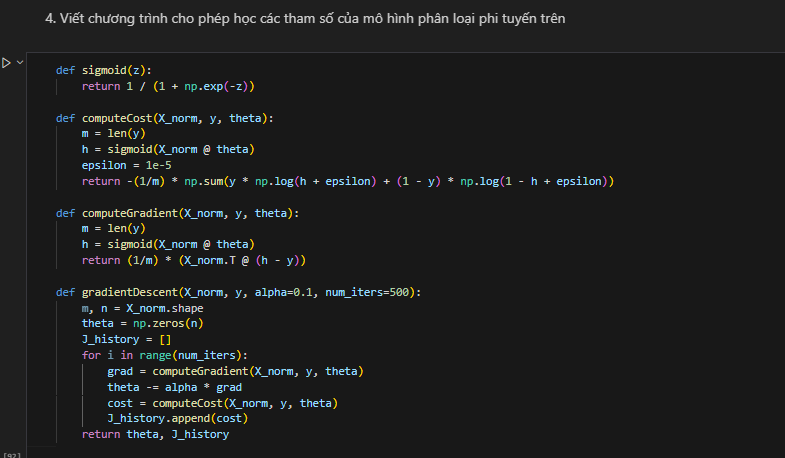 4. Viết chương trình cho phép học các tham số của mô hình phân loại phi tuyến trên
def sigmoid(z):
    return 1 / (1 + np.exp(-z))
def computeCost(X_norm, y, theta):
    m = len(y)
    h = sigmoid(X_norm @ theta)
    epsilon = 1e-5
    return -(1/m) * np.sum(y * np.log(h + epsilon) + (1 - y) * np.log(1 - h + epsilon))
def computeGradient(X_norm, y, theta):
    m = len(y)
    h = sigmoid(X_norm @ theta)
    return (1/m) * (X_norm.T @ (h - y))
def gradientDescent(X_norm, y, alpha=0.1, num_iters=500):
    m, n = X_norm.shape
    theta = np.zeros(n)
    J_history = []
    for i in range(num_iters):
        grad = computeGradient(X_norm, y, theta)
        theta -= alpha * grad
        cost = computeCost(X_norm, y, theta)
        J_history.append(cost)
    return theta, J_history